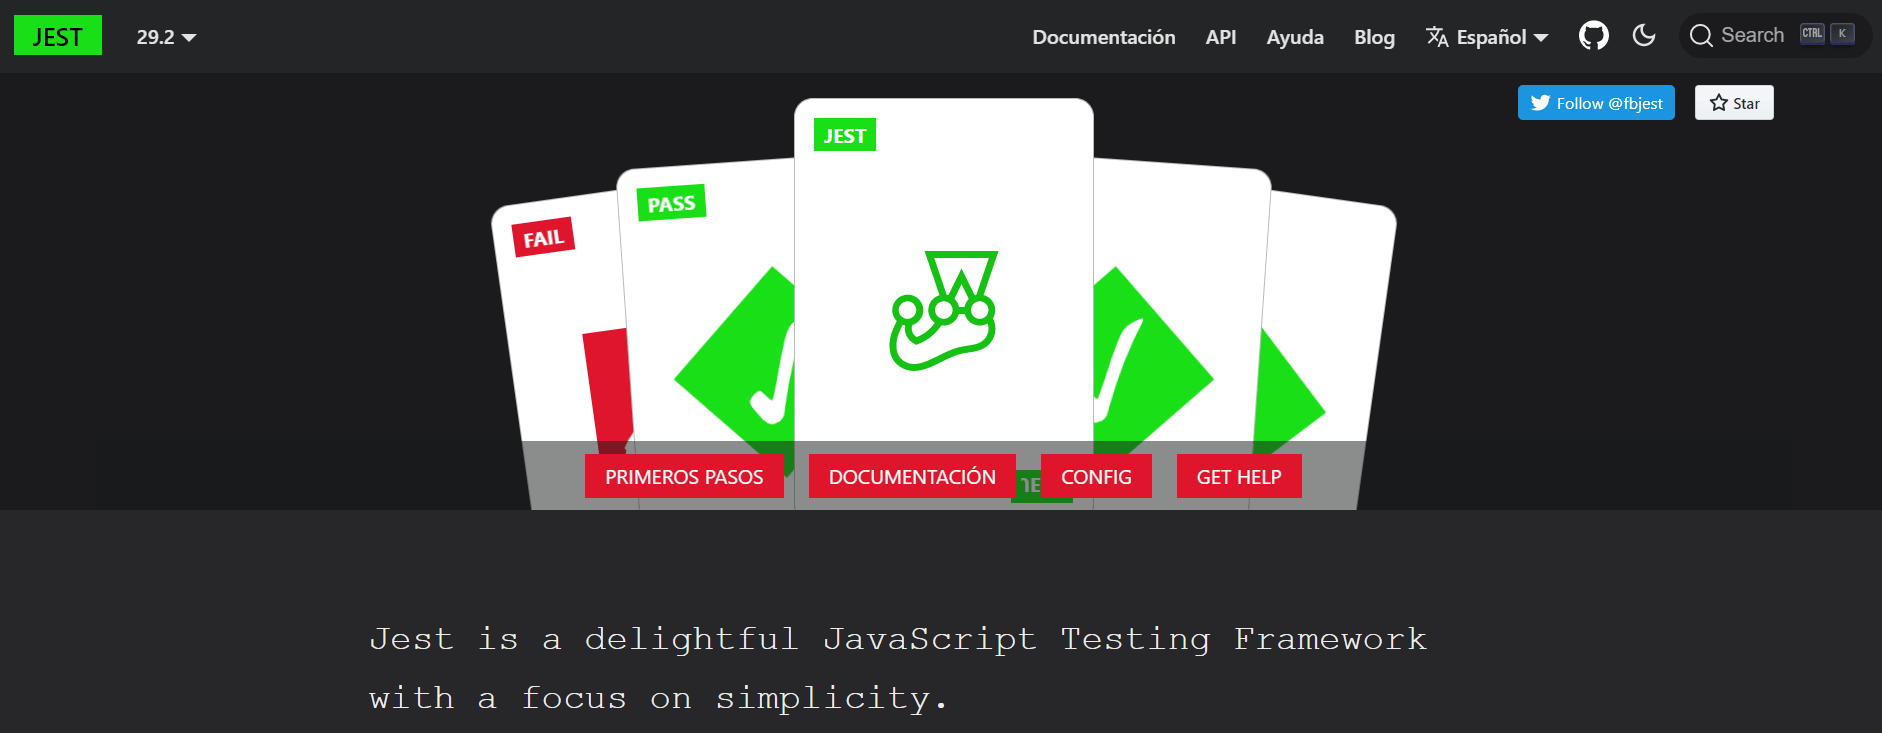 JEST 29.2 Documentación API Ayuda Blog Español Search CTRL K
Follow @fbjest Star
JEST
PASS
FAIL
PRIMEROS PASOS DOCUMENTACIÓN CONFIG GET HELP
Jest is a delightful JavaScript Testing Framework
with a focus on simplicity.